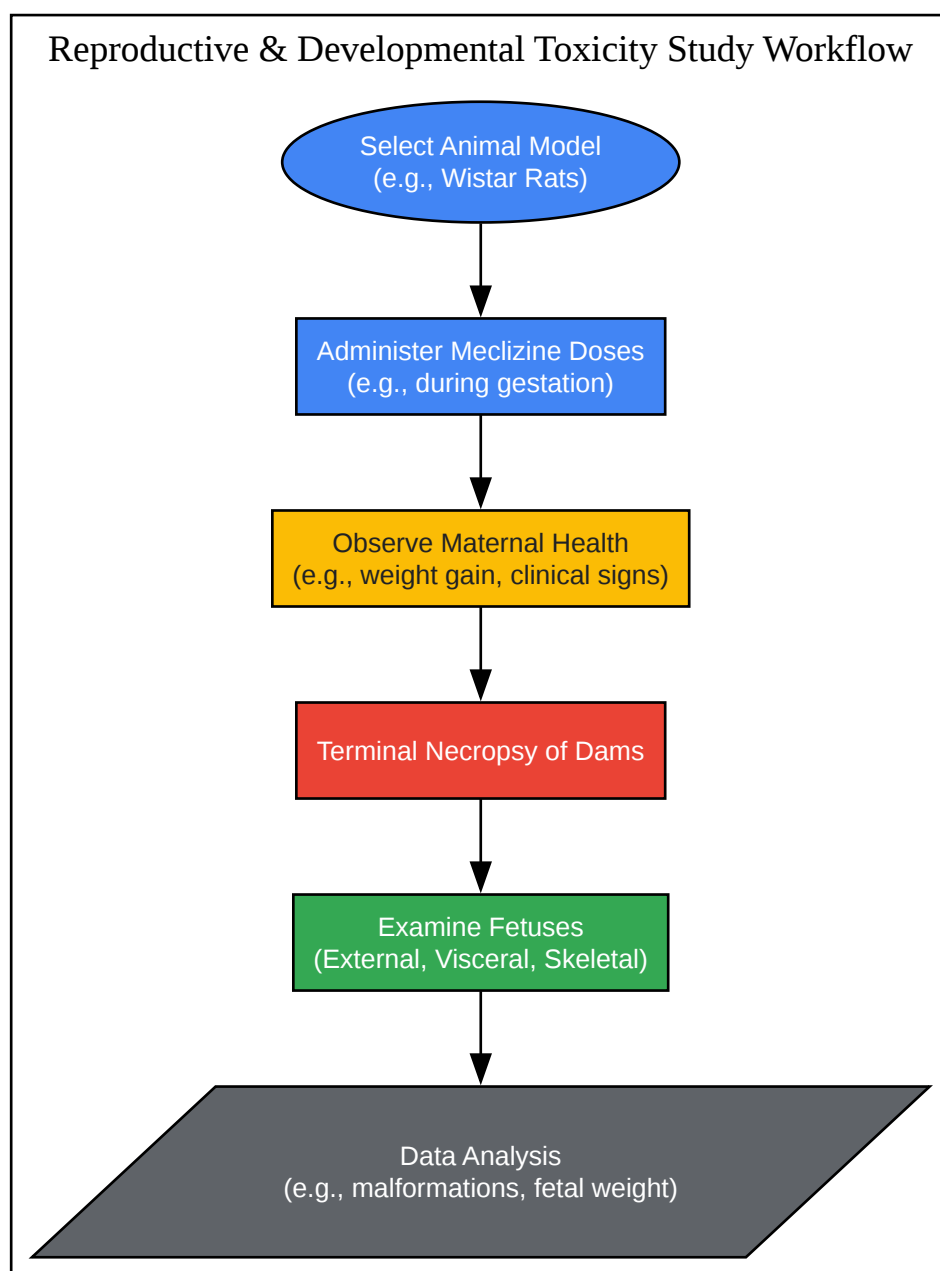 Reproductive & Developmental Toxicity Study Workflow
Select Animal Model
(e.g., Wistar Rats)
Administer Meclizine Doses
(e.g., during gestation)
Observe Maternal Health
(e.g., weight gain, clinical signs)
Terminal Necropsy of Dams
Examine Fetuses
(External, Visceral, Skeletal)
Data Analysis
(e.g., malformations, fetal weight)